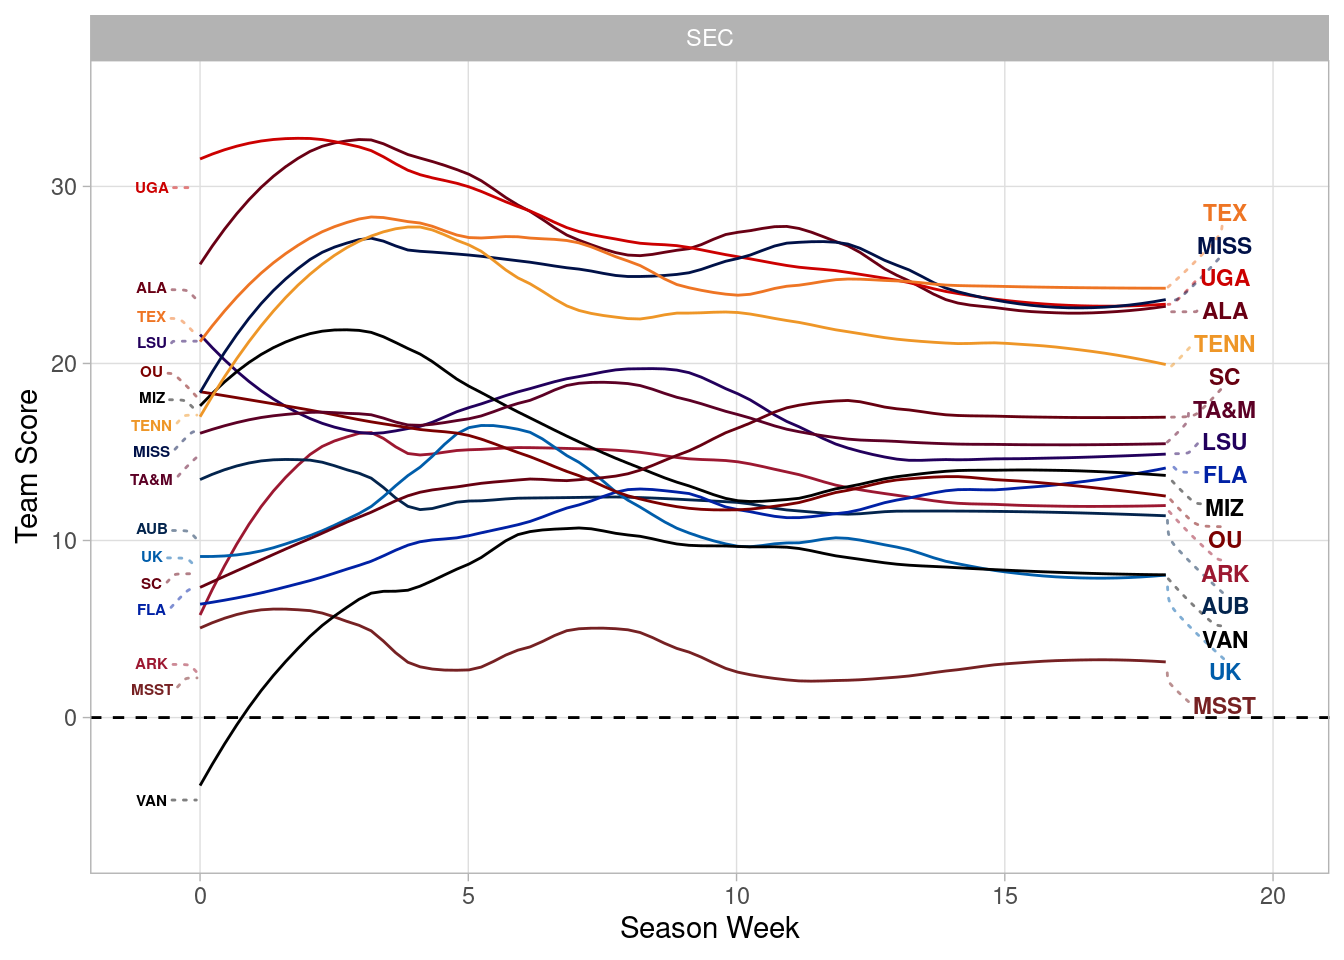 SEC
Team Score
30
20
10
0
UGA
ALA
TEX
LSU
OU
MIZ
TENN
MISS
TA&M
AUB
UK
SC
FLA
ARK
MSST
VAN
TEX
MISS
UGA
ALA
TENN
SC
TA&M
LSU
FLA
MIZ
OU
ARK
AUB
VAN
UK
MSST
0 5 10 15 20
Season Week